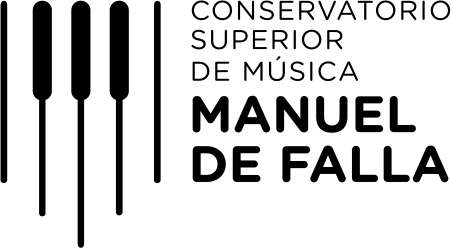 CONSERVATORIO
SUPERIOR
DE MÚSICA
MANUEL
DE FALLA